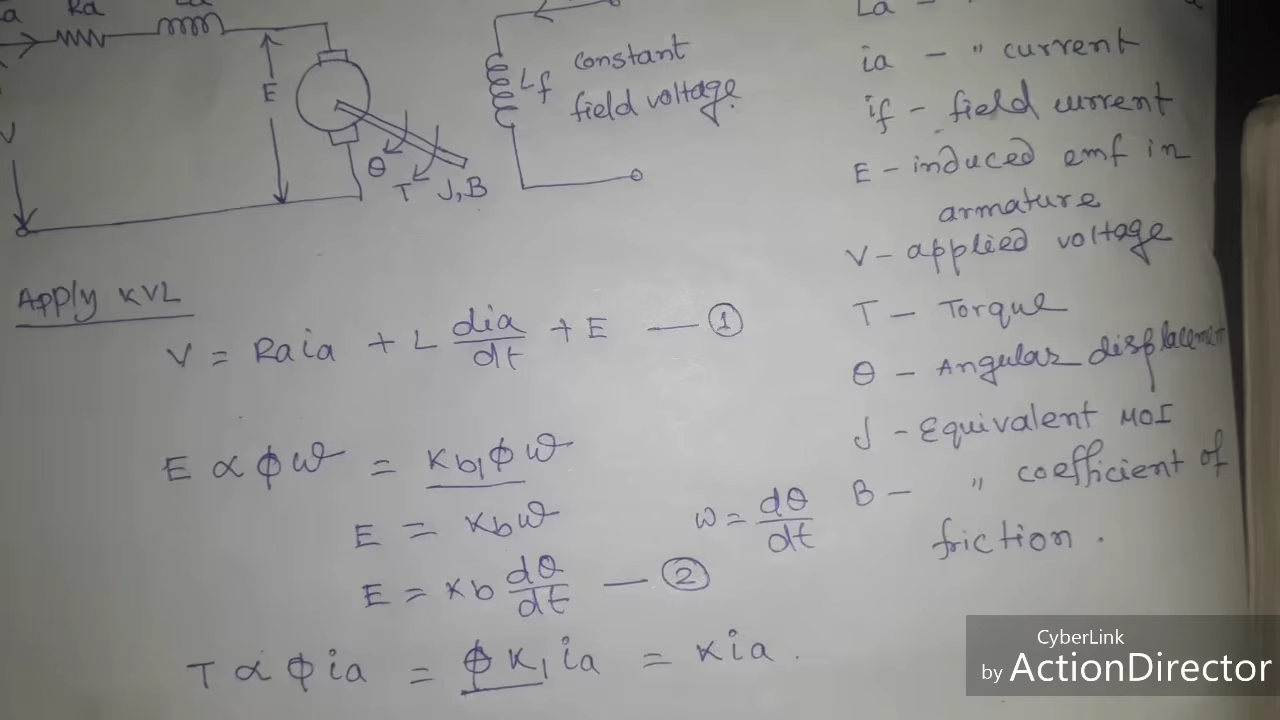 Ra
E
V
θ
T
J, B
Lf
constant
field voltage.
La -
ia - " current
if - field current
E - induced emf in
armature
V - applied voltage
T - Torque
θ - Angular displacement
J - Equivalent MOI
B - " coefficient of
friction.
Apply KVL
V = Raia + L dia/dt + E — ①
E ∝ ϕω = Kb1ϕω
E = Kbω
ω = dθ/dt
E = Kb dθ/dt — ②
T ∝ ϕia = ϕK1ia = Kia.
CyberLink
by ActionDirector